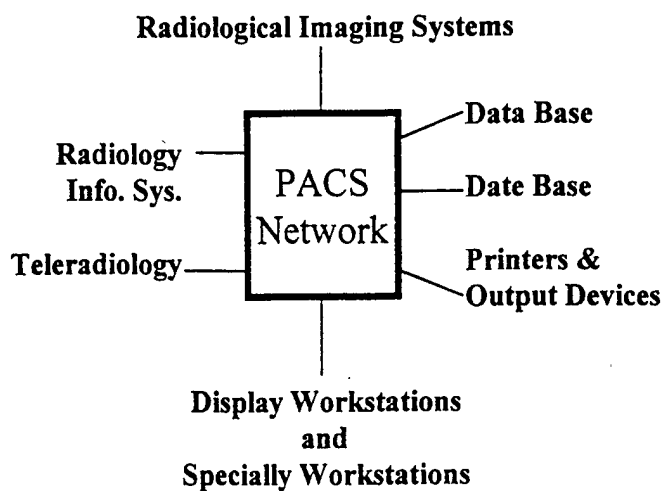 Radiological Imaging Systems
Data Base
Radiology
Info. Sys.
PACS
Network
Date Base
Teleradiology
Printers &
Output Devices
Display Workstations
and
Specially Workstations